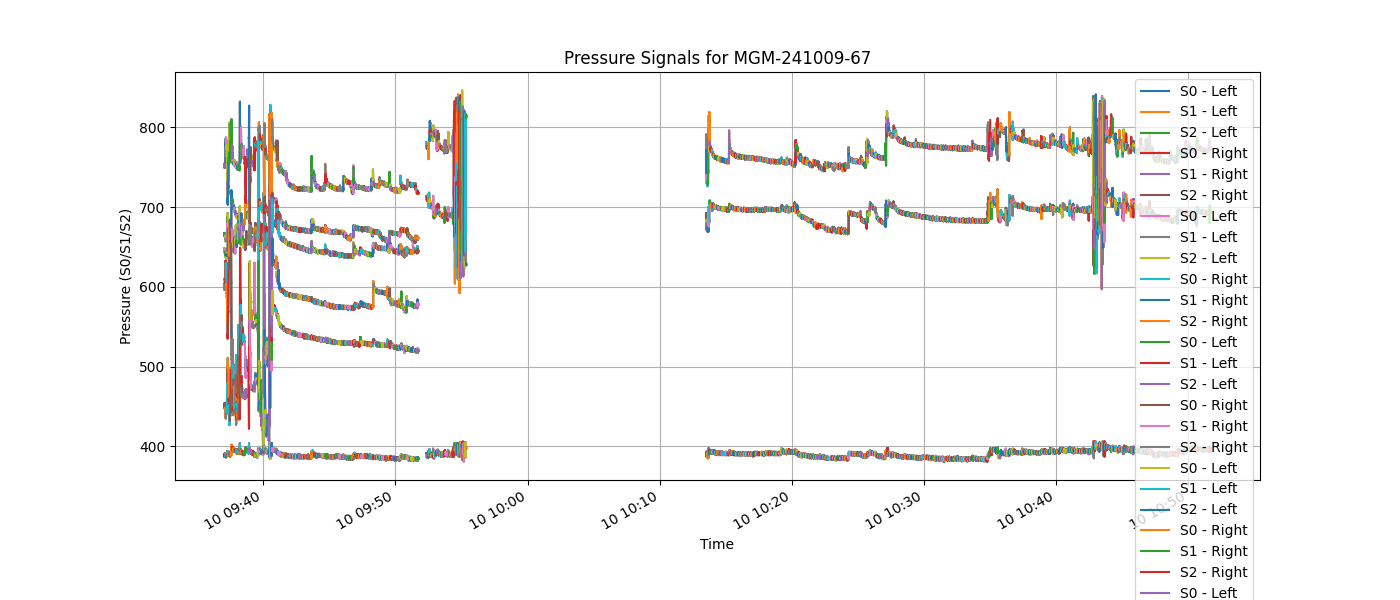 Pressure Signals for MGM-241009-67
Pressure (S0/S1/S2)
800
700
600
500
400
10 09:40
10 09:50
10 10:00
10 10:10
10 10:20
10 10:30
10 10:40
10 10:50
Time
S0 - Left
S1 - Left
S2 - Left
S0 - Right
S1 - Right
S2 - Right
S0 - Left
S1 - Left
S2 - Left
S0 - Right
S1 - Right
S2 - Right
S0 - Left
S1 - Left
S2 - Left
S0 - Right
S1 - Right
S2 - Right
S0 - Left
S1 - Left
S2 - Left
S0 - Right
S1 - Right
S2 - Right
S0 - Left